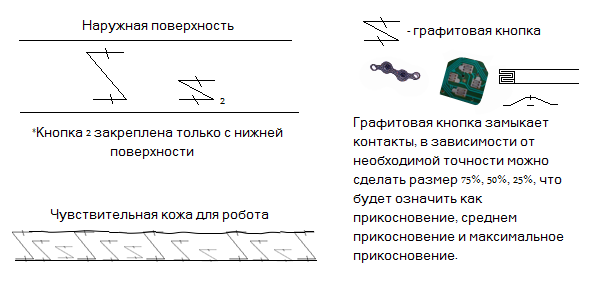 Наружная поверхность
2
*Кнопка 2 закреплена только с нижней
поверхности
Чувствительная кожа для робота
- графитовая кнопка
Графитовая кнопка замыкает
контакты, в зависимости от
необходимой точности можно
сделать размер 75%, 50%, 25%, что
будет означить как
прикосновение, среднем
прикосновение и максимальное
прикосновение.